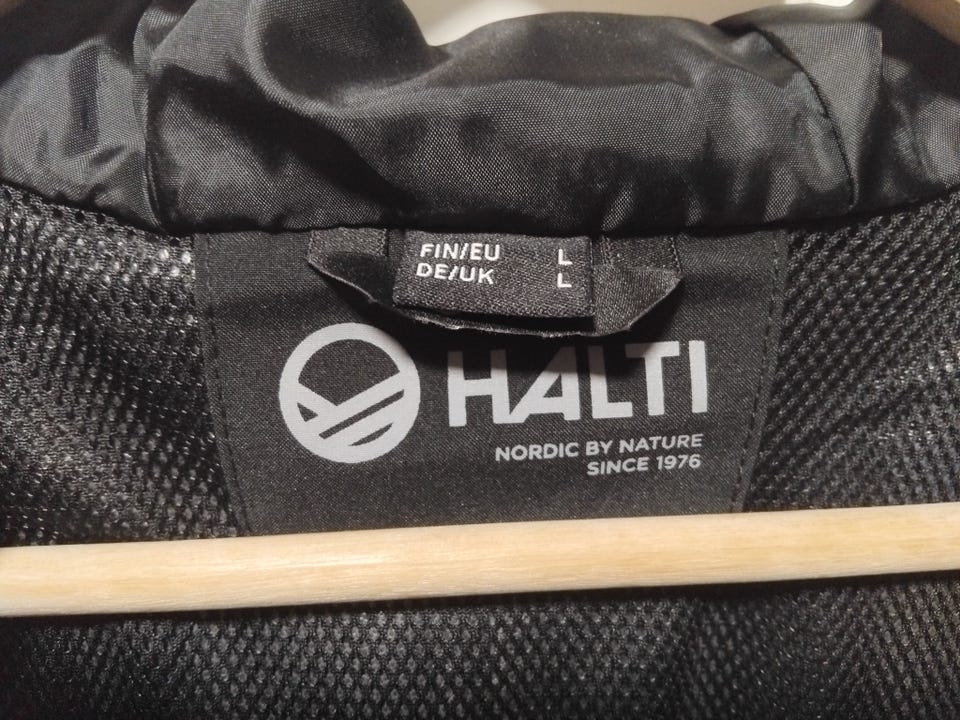 FIN/EU L
DE/UK L
HALTI
NORDIC BY NATURE
SINCE 1976